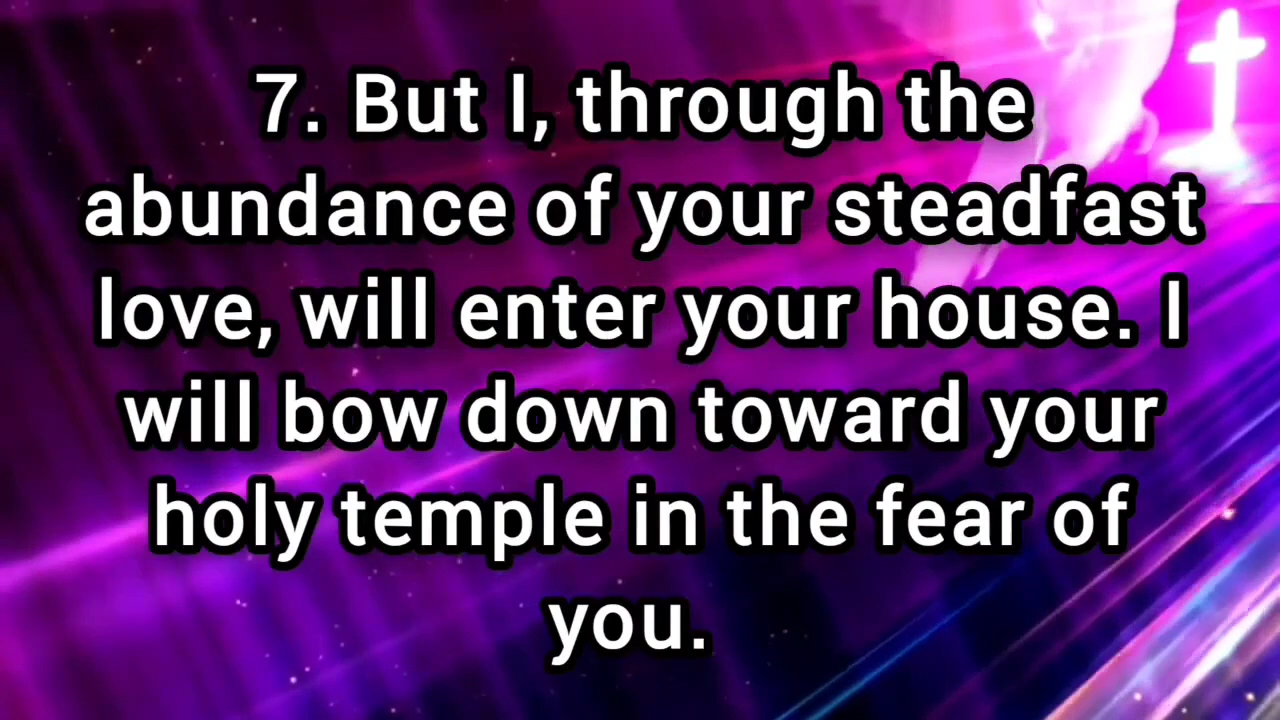 7. But I, through the
abundance of your steadfast
love, will enter your house. I
will bow down toward your
holy temple in the fear of
you.